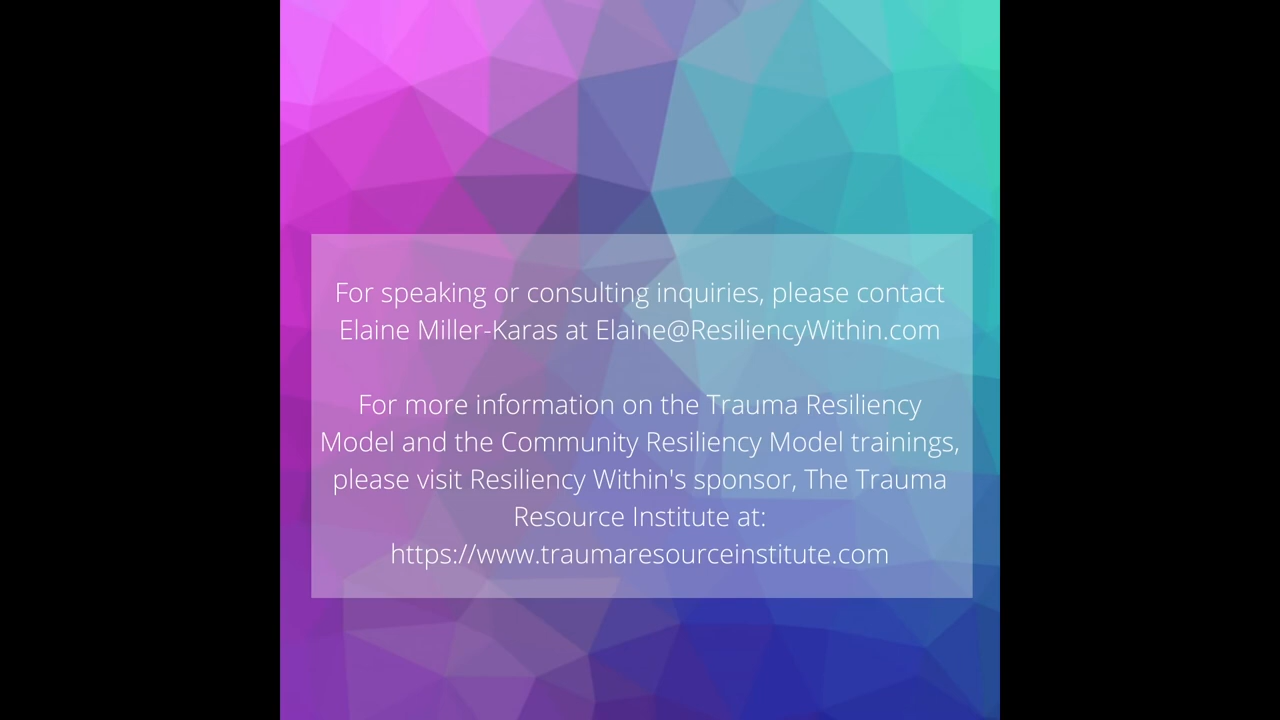 For speaking or consulting inquiries, please contact
Elaine Miller-Karas at Elaine@ResiliencyWithin.com
For more information on the Trauma Resiliency
Model and the Community Resiliency Model trainings,
please visit Resiliency Within's sponsor, The Trauma
Resource Institute at:
https://www.traumaresourceinstitute.com